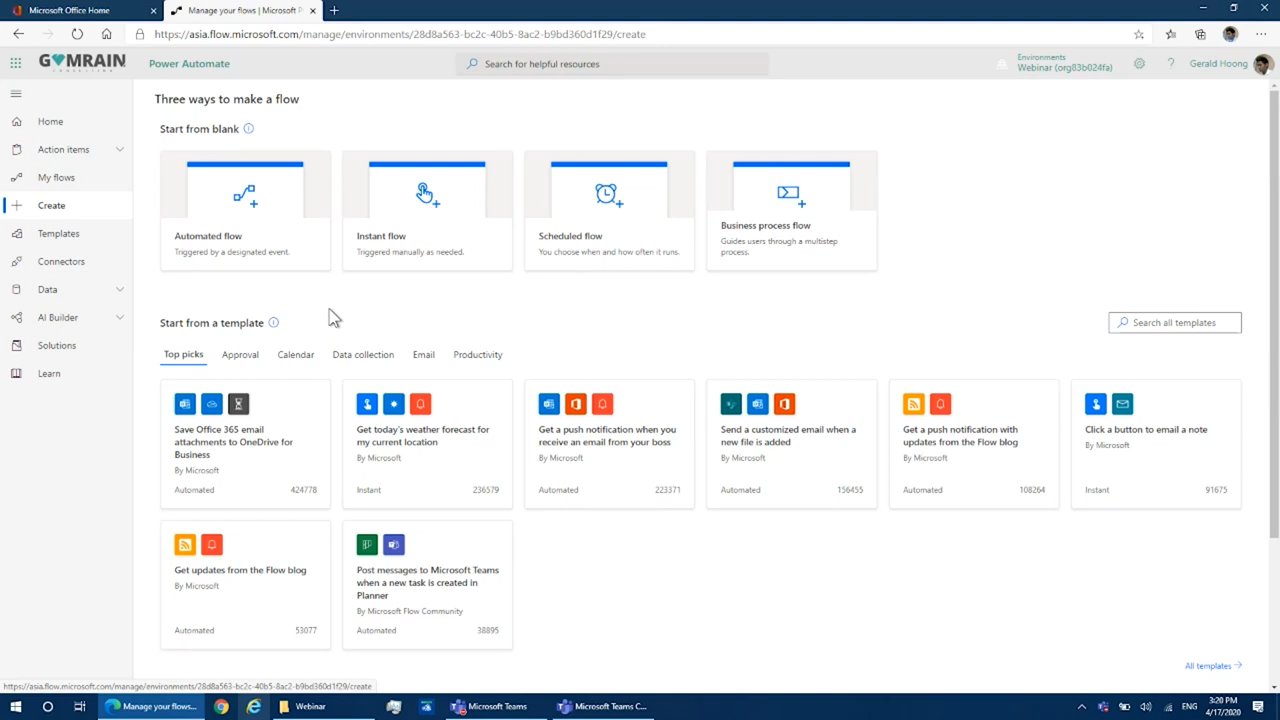 Microsoft Office Home
Manage your flows | Microsoft P
https://asia.flow.microsoft.com/manage/environments/28d8a563-bc2c-40b5-8ac2-b9bd360d1f29/create
GOMRAIN
CONSULTING
Power Automate
Search for helpful resources
Environments
Webinar (org83b024fa)
Gerald Hoong
Home
Action items
My flows
Create
Templates
Connectors
Data
AI Builder
Solutions
Learn
Three ways to make a flow
Start from blank
Automated flow
Triggered by a designated event.
Instant flow
Triggered manually as needed.
Scheduled flow
You choose when and how often it runs.
Business process flow
Guides users through a multistep
process.
Start from a template
Search all templates
Top picks
Approval
Calendar
Data collection
Email
Productivity
Save Office 365 email
attachments to OneDrive for
Business
By Microsoft
Automated
424778
Get today's weather forecast for
my current location
By Microsoft
Instant
236579
Get a push notification when you
receive an email from your boss
By Microsoft
Automated
223371
Send a customized email when a
new file is added
By Microsoft
Automated
156455
Get a push notification with
updates from the Flow blog
By Microsoft
Automated
108264
Click a button to email a note
By Microsoft
Instant
91675
Get updates from the Flow blog
By Microsoft
Automated
53077
Post messages to Microsoft Teams
when a new task is created in
Planner
By Microsoft Flow Community
Automated
38895
All templates
https://asia.flow.microsoft.com/manage/environments/28d8a563-bc2c-40b5-8ac2-b9bd360d1f29/create
Manage your flows...
Webinar
Microsoft Teams
Microsoft Teams C...
ENG
3:20 PM
4/17/2020